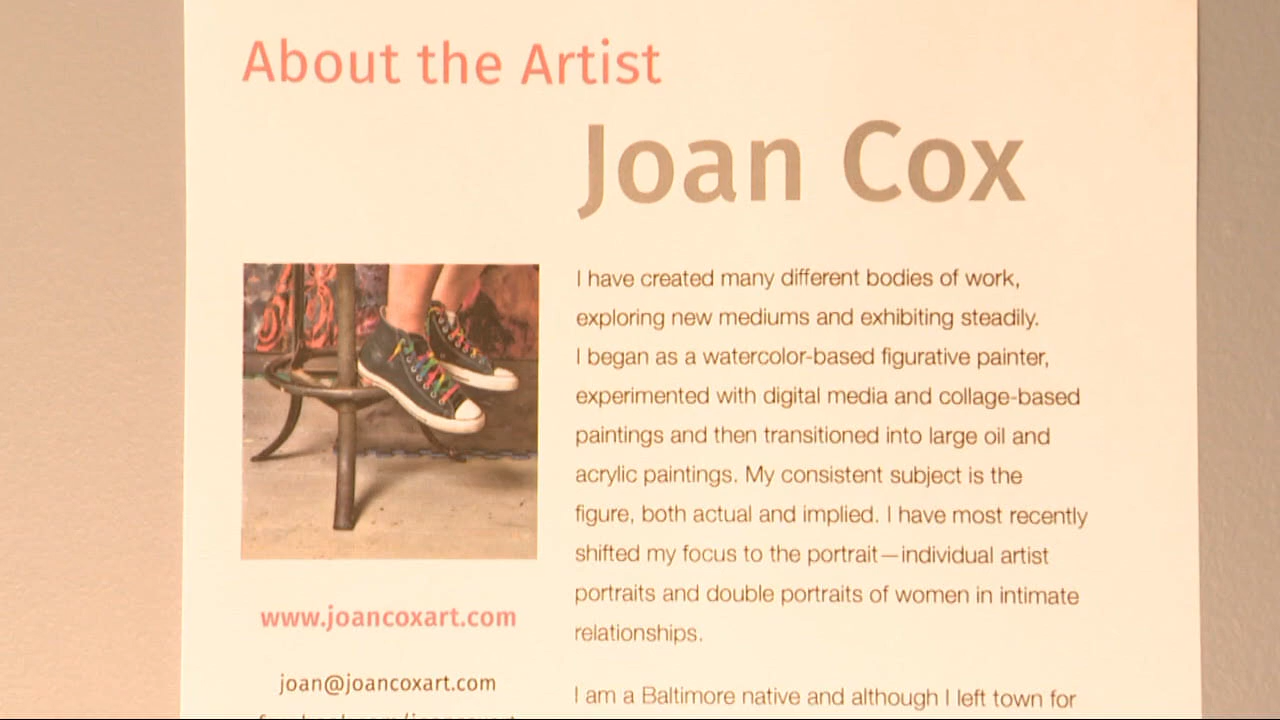 About the Artist
Joan Cox
I have created many different bodies of work,
exploring new mediums and exhibiting steadily.
I began as a watercolor-based figurative painter,
experimented with digital media and collage-based
paintings and then transitioned into large oil and
acrylic paintings. My consistent subject is the
figure, both actual and implied. I have most recently
shifted my focus to the portrait—individual artist
portraits and double portraits of women in intimate
relationships.
I am a Baltimore native and although I left town for
www.joancoxart.com
joan@joancoxart.com